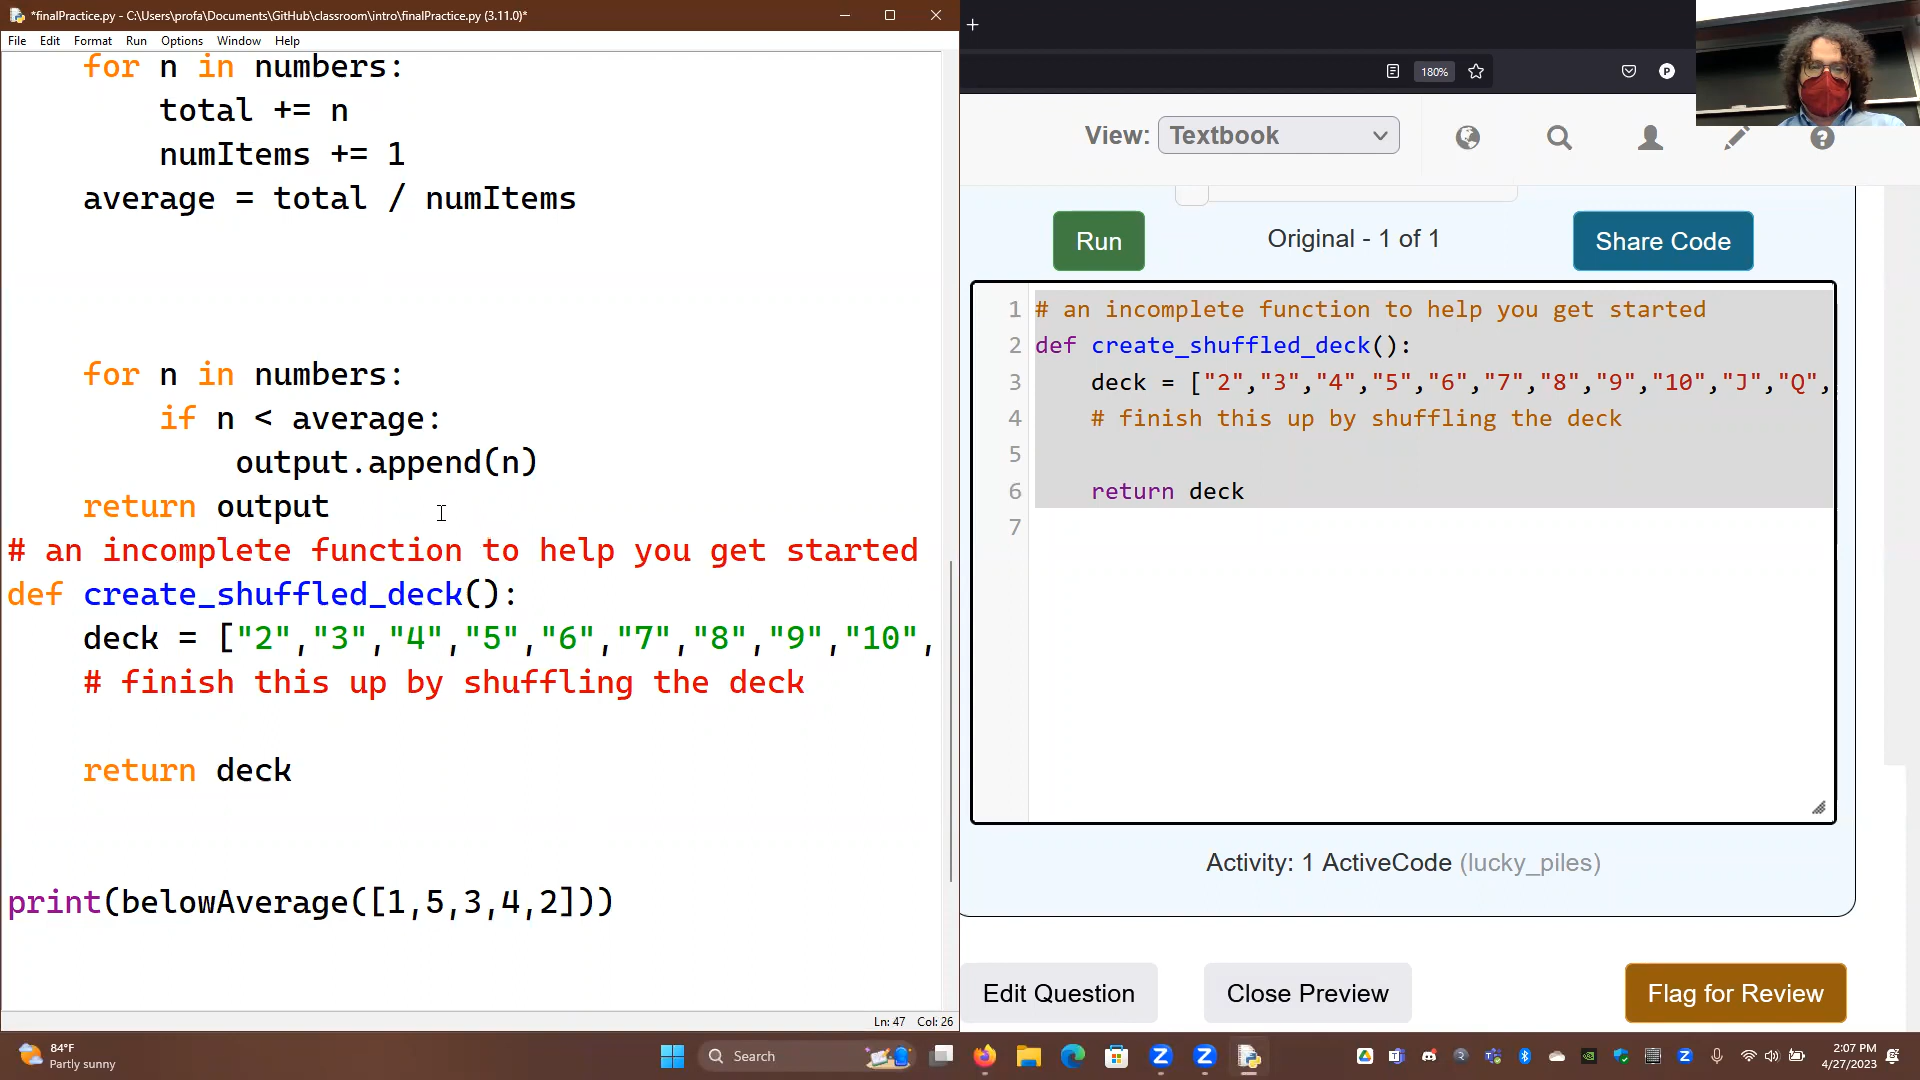 *finalPractice.py - C:\Users\profa\Documents\GitHub\classroom\intro\finalPractice.py (3.11.0)*
File Edit Format Run Options Window Help
for n in numbers:
total += n
numItems += 1
average = total / numItems
for n in numbers:
if n < average:
output.append(n)
return output
# an incomplete function to help you get started
def create_shuffled_deck():
deck = ["2","3","4","5","6","7","8","9","10",
# finish this up by shuffling the deck
return deck
print(belowAverage([1,5,3,4,2]))
Ln: 47 Col: 26
180%
P
View: Textbook
Run
Original - 1 of 1
Share Code
1 # an incomplete function to help you get started
2 def create_shuffled_deck():
3 deck = ["2","3","4","5","6","7","8","9","10","J","Q",
4 # finish this up by shuffling the deck
5
6 return deck
7
Activity: 1 ActiveCode (lucky_piles)
Edit Question
Close Preview
Flag for Review
84°F
Partly sunny
Search
2:07 PM
4/27/2023